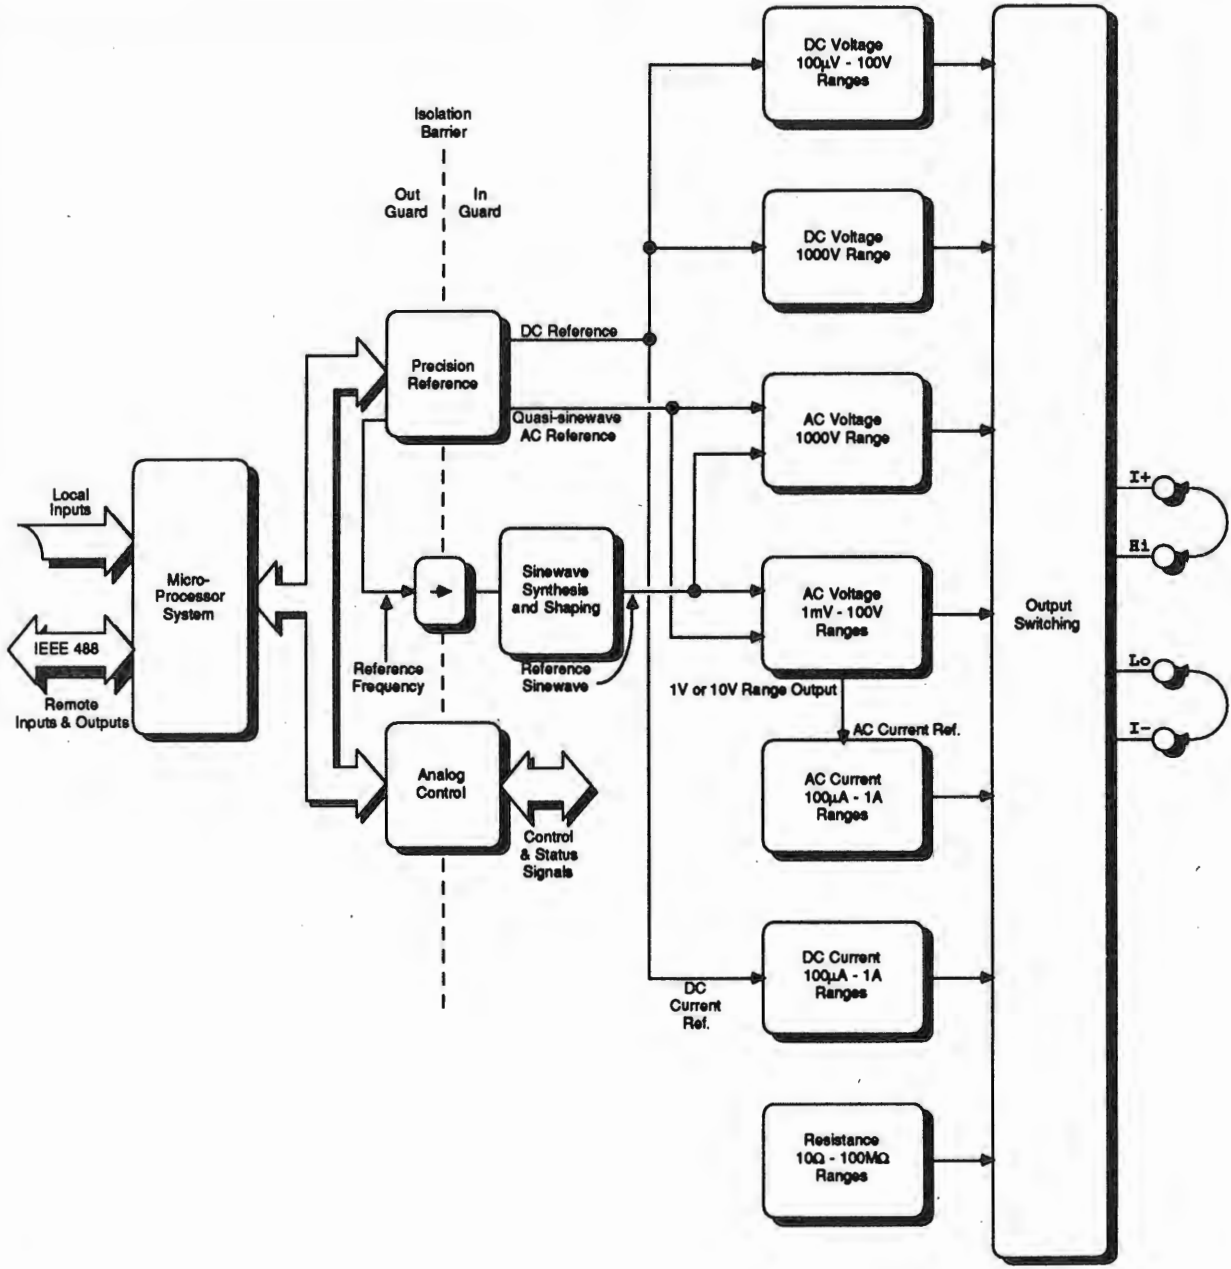 DC Voltage
100µV - 100V
Ranges
Isolation
Barrier
Out
Guard
In
Guard
DC Voltage
1000V Range
DC Reference
Precision
Reference
Quasi-sinewave
AC Reference
AC Voltage
1000V Range
Local
Inputs
I+
Hi
Micro-
Processor
System
Sinewave
Synthesis
and Shaping
AC Voltage
1mV - 100V
Ranges
Output
Switching
IEEE 488
Remote
Inputs & Outputs
Reference
Frequency
Reference
Sinewave
1V or 10V Range Output
Lo
I-
AC Current Ref.
Analog
Control
AC Current
100µA - 1A
Ranges
Control
& Status
Signals
DC Current
100µA - 1A
Ranges
DC
Current
Ref.
Resistance
10Ω - 100MΩ
Ranges